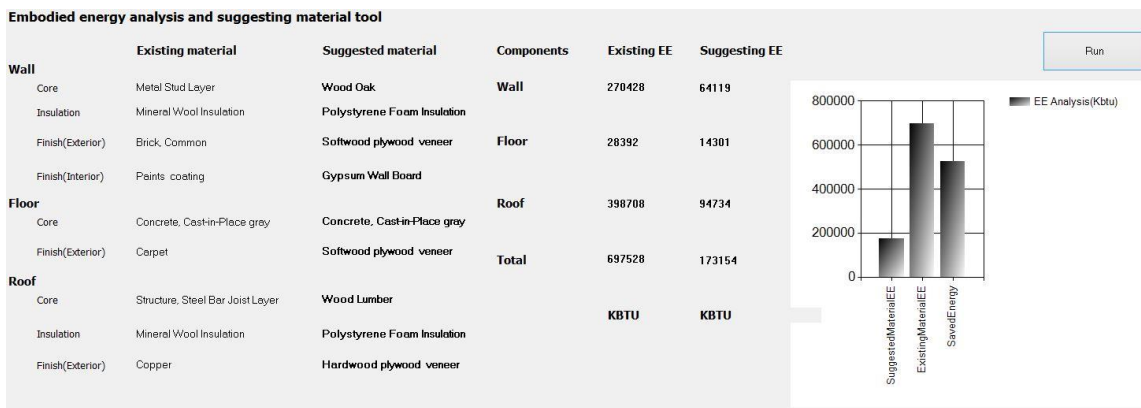 Embodied energy analysis and suggesting material tool
Existing material Suggested material Components Existing EE Suggesting EE Run
Wall
Core Metal Stud Layer Wood Oak Wall 270428 64119
Insulation Mineral Wool Insulation Polystyrene Foam Insulation
Finish(Exterior) Brick, Common Softwood plywood veneer Floor 28392 14301
Finish(Interior) Paints coating Gypsum Wall Board
Floor Roof 398708 94734
Core Concrete, Cast-in-Place gray Concrete, Cast-in-Place gray
Finish(Exterior) Carpet Softwood plywood veneer Total 697528 173154
Roof
Core Structure, Steel Bar Joist Layer Wood Lumber
KBTU KBTU
Insulation Mineral Wool Insulation Polystyrene Foam Insulation
Finish(Exterior) Copper Hardwood plywood veneer
800000
600000
400000
200000
0
SuggestedMaterialEE
ExistingMaterialEE
SavedEnergy
EE Analysis(Kbtu)